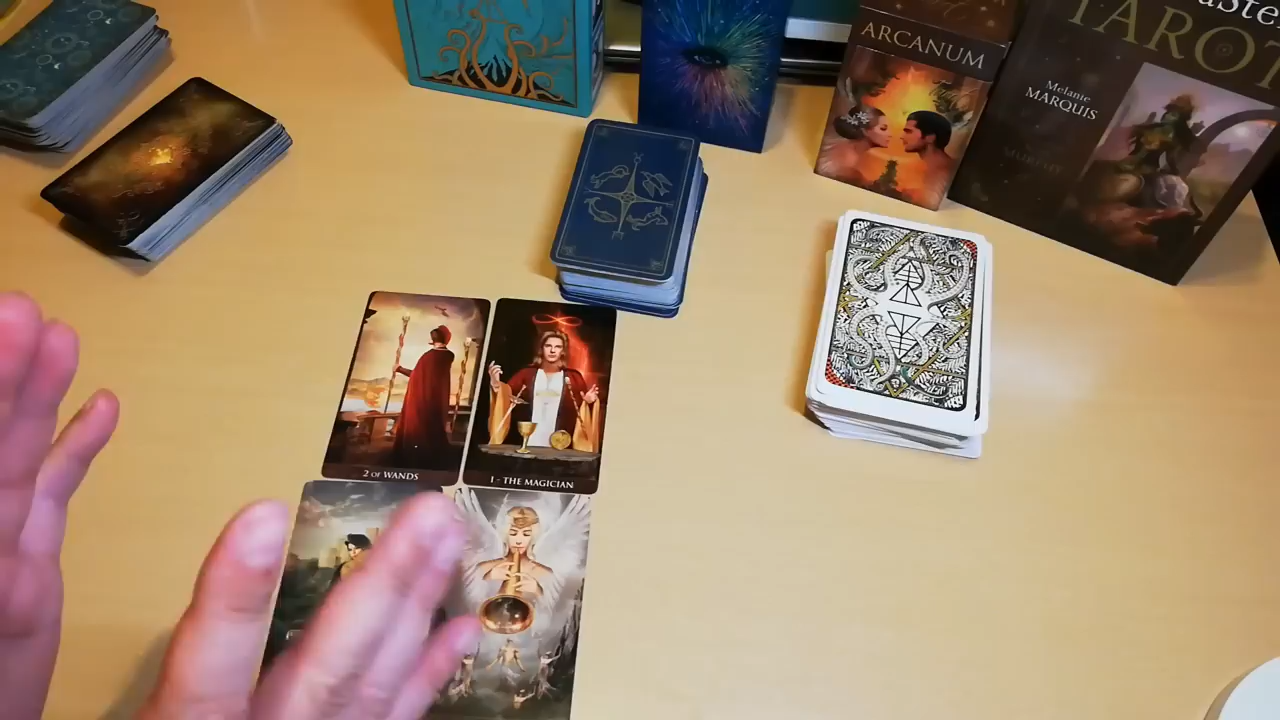 ARCANUM
TAROT
Melanie
MARQUIS
2 OF WANDS
I - THE MAGICIAN